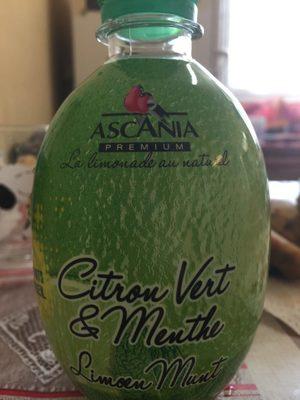 ASCANIA
PREMIUM
La limonade au naturel
Citron Vert
& Menthe
Limoen Munt